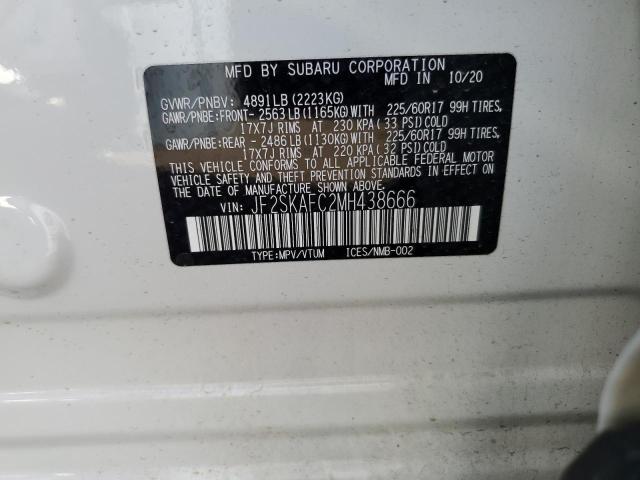 MFD BY SUBARU CORPORATION
MFD IN 10/20
GVWR/PNBV: 4891LB(2223KG)
GAWR/PNBE:FRONT- 2563LB(1165KG)WITH 225/60R17 99H TIRES,
17X7J RIMS AT 230 KPA(33 PSI)COLD
GAWR/PNBE:REAR - 2486LB(1130KG)WITH 225/60R17 99H TIRES,
17X7J RIMS AT 220 KPA(32 PSI)COLD
THIS VEHICLE CONFORMS TO ALL APPLICABLE FEDERAL MOTOR
VEHICLE SAFETY AND THEFT PREVENTION STANDARDS IN EFFECT
ON THE DATE OF MANUFACTURE SHOWN ABOVE.
VIN: JF2SKAFC2MH438666
TYPE:MPV/VTUM ICES/NMB-002